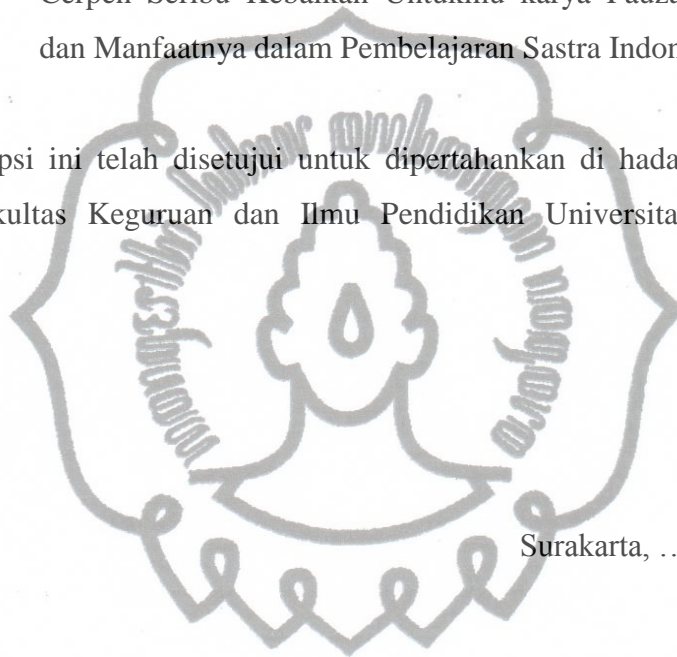 Cerpen Seribu Kebaikan Untukmu karya
dan Manfaatnya dalam Pembelajaran Sastra Indon
psi ini telah disetujui untuk dipertahankan di hada
kultas Keguruan dan Ilmu Pendidikan Universita
Surakarta, …